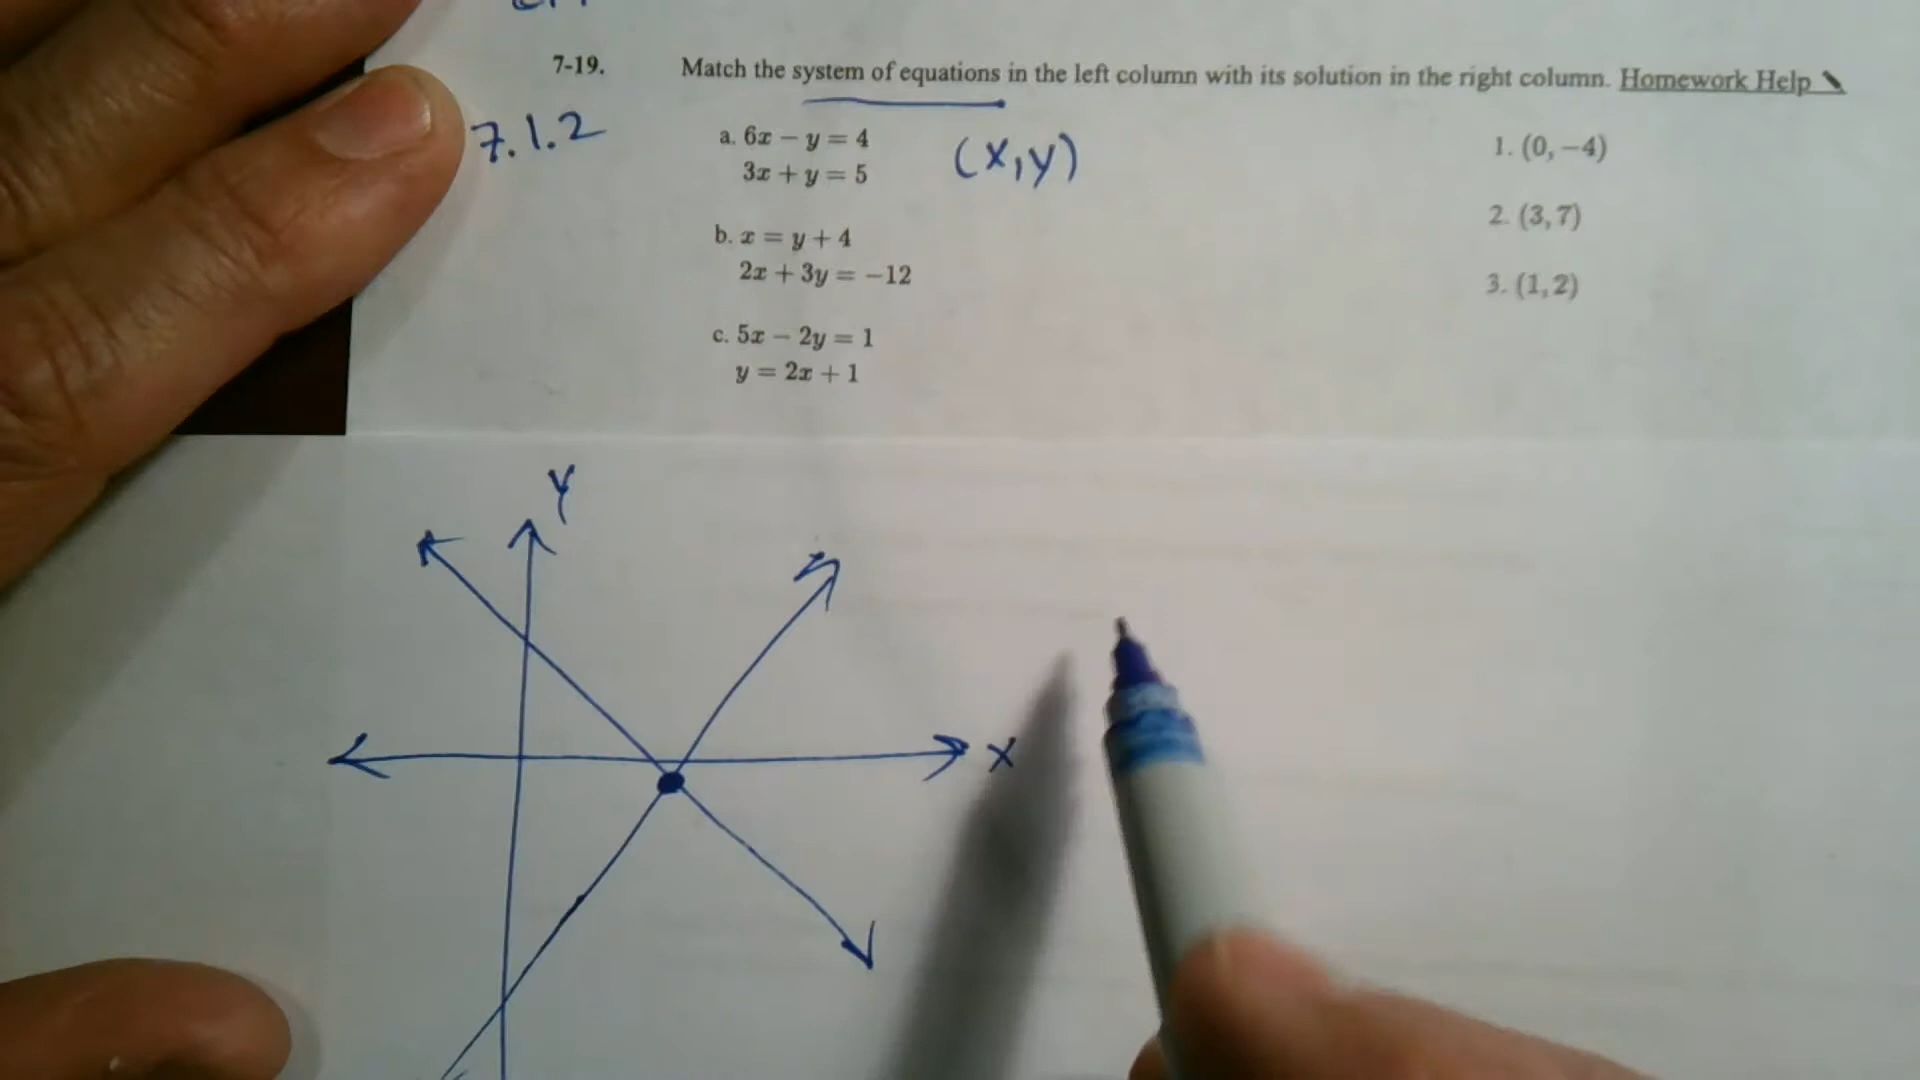 7-19. Match the system of equations in the left column with its solution in the right column. Homework Help ✎
7.1.2
a. 6x − y = 4
3x + y = 5
(x,y)
b. x = y + 4
2x + 3y = −12
c. 5x − 2y = 1
y = 2x + 1
1. (0, −4)
2. (3, 7)
3. (1, 2)
Y
X